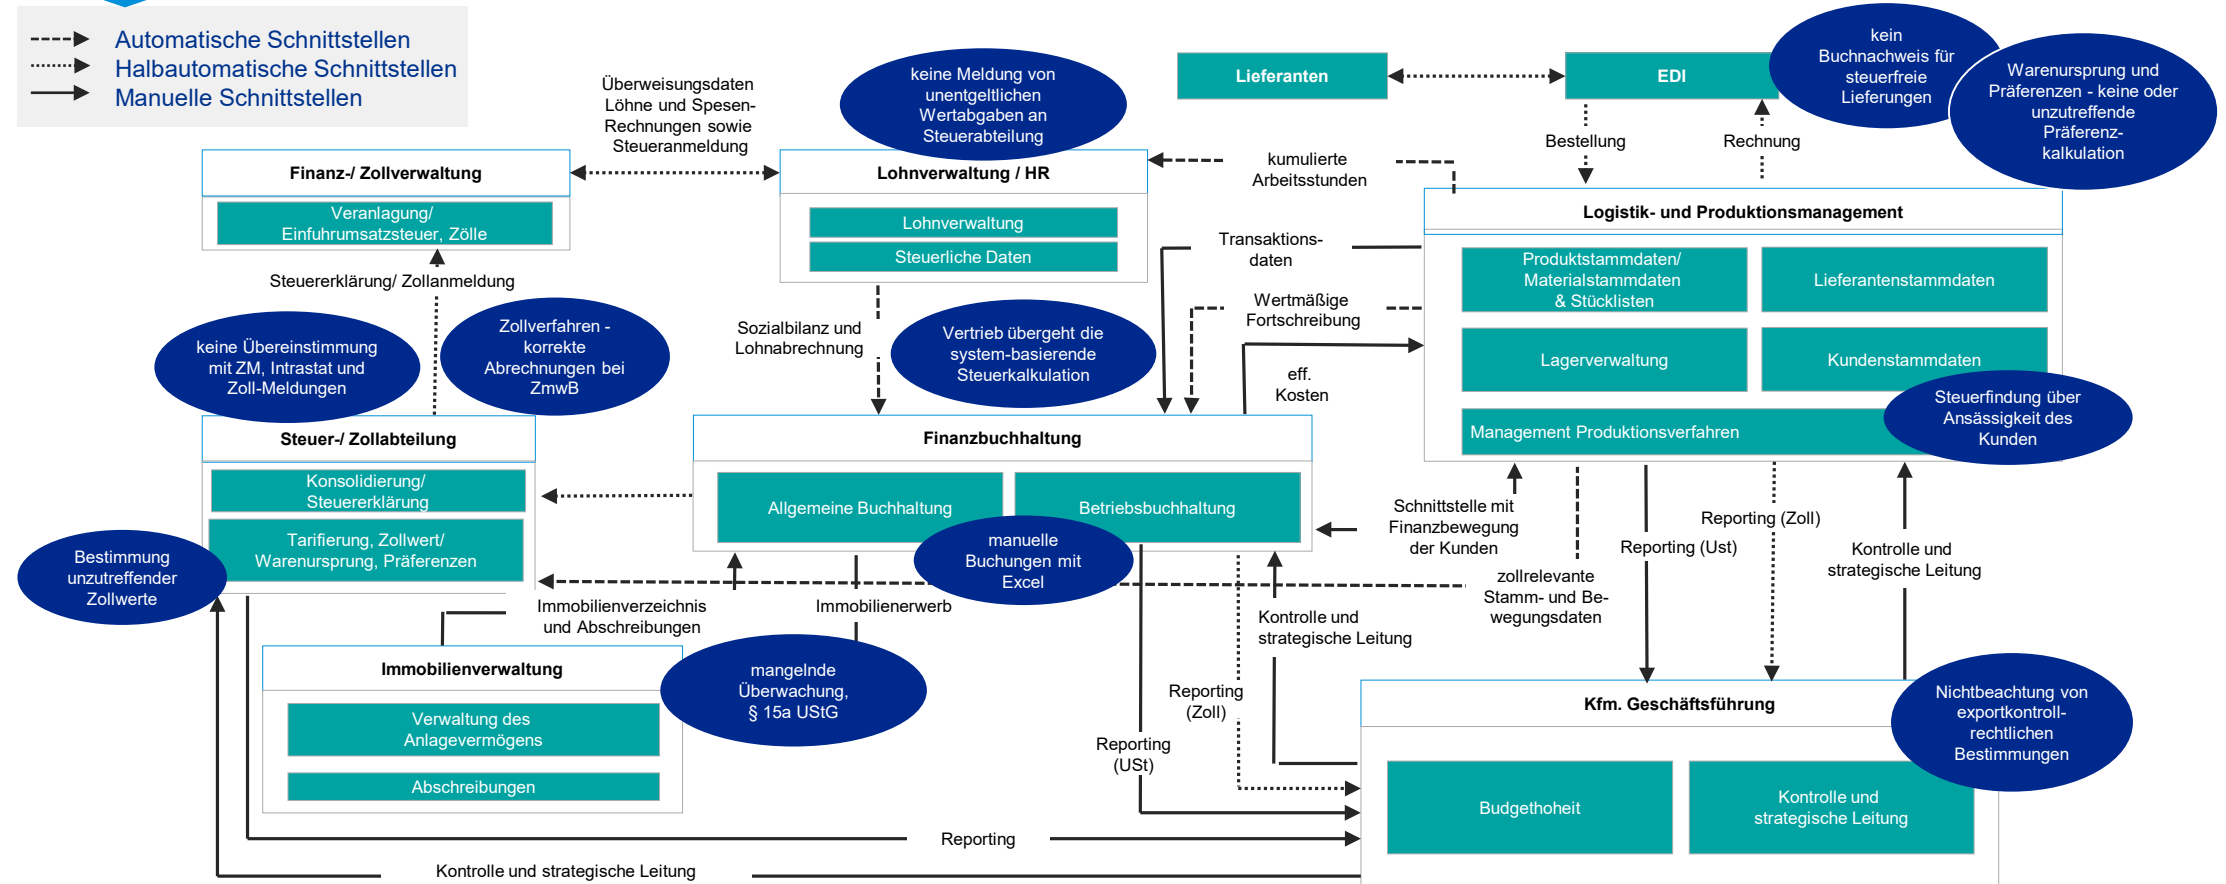 Automatische Schnittstellen
Halbautomatische Schnittstellen
Manuelle Schnittstellen
Überweisungsdaten
Löhne und Spesen-
Rechnungen sowie
Steueranmeldung
keine Meldung von
unentgeltlichen
Wertabgaben an
Steuerabteilung
Lieferanten
EDI
kein
Buchnachweis für
steuerfreie
Lieferungen
Warenursprung und
Präferenzen - keine oder
unzutreffende
Präferenz-
kalkulation
Bestellung
Rechnung
Finanz-/ Zollverwaltung
Veranlagung/
Einfuhrumsatzsteuer, Zölle
Lohnverwaltung / HR
Lohnverwaltung
Steuerliche Daten
kumulierte
Arbeitsstunden
Logistik- und Produktionsmanagement
Produktstammdaten/
Materialstammdaten
& Stücklisten
Lieferantenstammdaten
Lagerverwaltung
Kundenstammdaten
Management Produktionsverfahren
Steuerfindung über
Ansässigkeit des
Kunden
Transaktions-
daten
Wertmäßige
Fortschreibung
eff.
Kosten
Steuererklärung/ Zollanmeldung
keine Übereinstimmung
mit ZM, Intrastat und
Zoll-Meldungen
Zollverfahren -
korrekte
Abrechnungen bei
ZmwB
Sozialbilanz und
Lohnabrechnung
Vertrieb übergeht die
system-basierende
Steuerkalkulation
Steuer-/ Zollabteilung
Konsolidierung/
Steuererklärung
Tarifierung, Zollwert/
Warenursprung, Präferenzen
Bestimmung
unzutreffender
Zollwerte
Finanzbuchhaltung
Allgemeine Buchhaltung
Betriebsbuchhaltung
manuelle
Buchungen mit
Excel
Schnittstelle mit
Finanzbewegung
der Kunden
zollrelevante
Stamm- und Be-
wegungsdaten
Reporting (Ust)
Reporting (Zoll)
Kontrolle und
strategische Leitung
Immobilienverzeichnis
und Abschreibungen
Immobilienerwerb
Kontrolle und
strategische Leitung
Immobilienverwaltung
Verwaltung des
Anlagevermögens
Abschreibungen
mangelnde
Überwachung,
§ 15a UStG
Reporting
(Zoll)
Reporting
(USt)
Kfm. Geschäftsführung
Budgethoheit
Kontrolle und
strategische Leitung
Nichtbeachtung von
exportkontroll-
rechtlichen
Bestimmungen
Reporting
Kontrolle und strategische Leitung